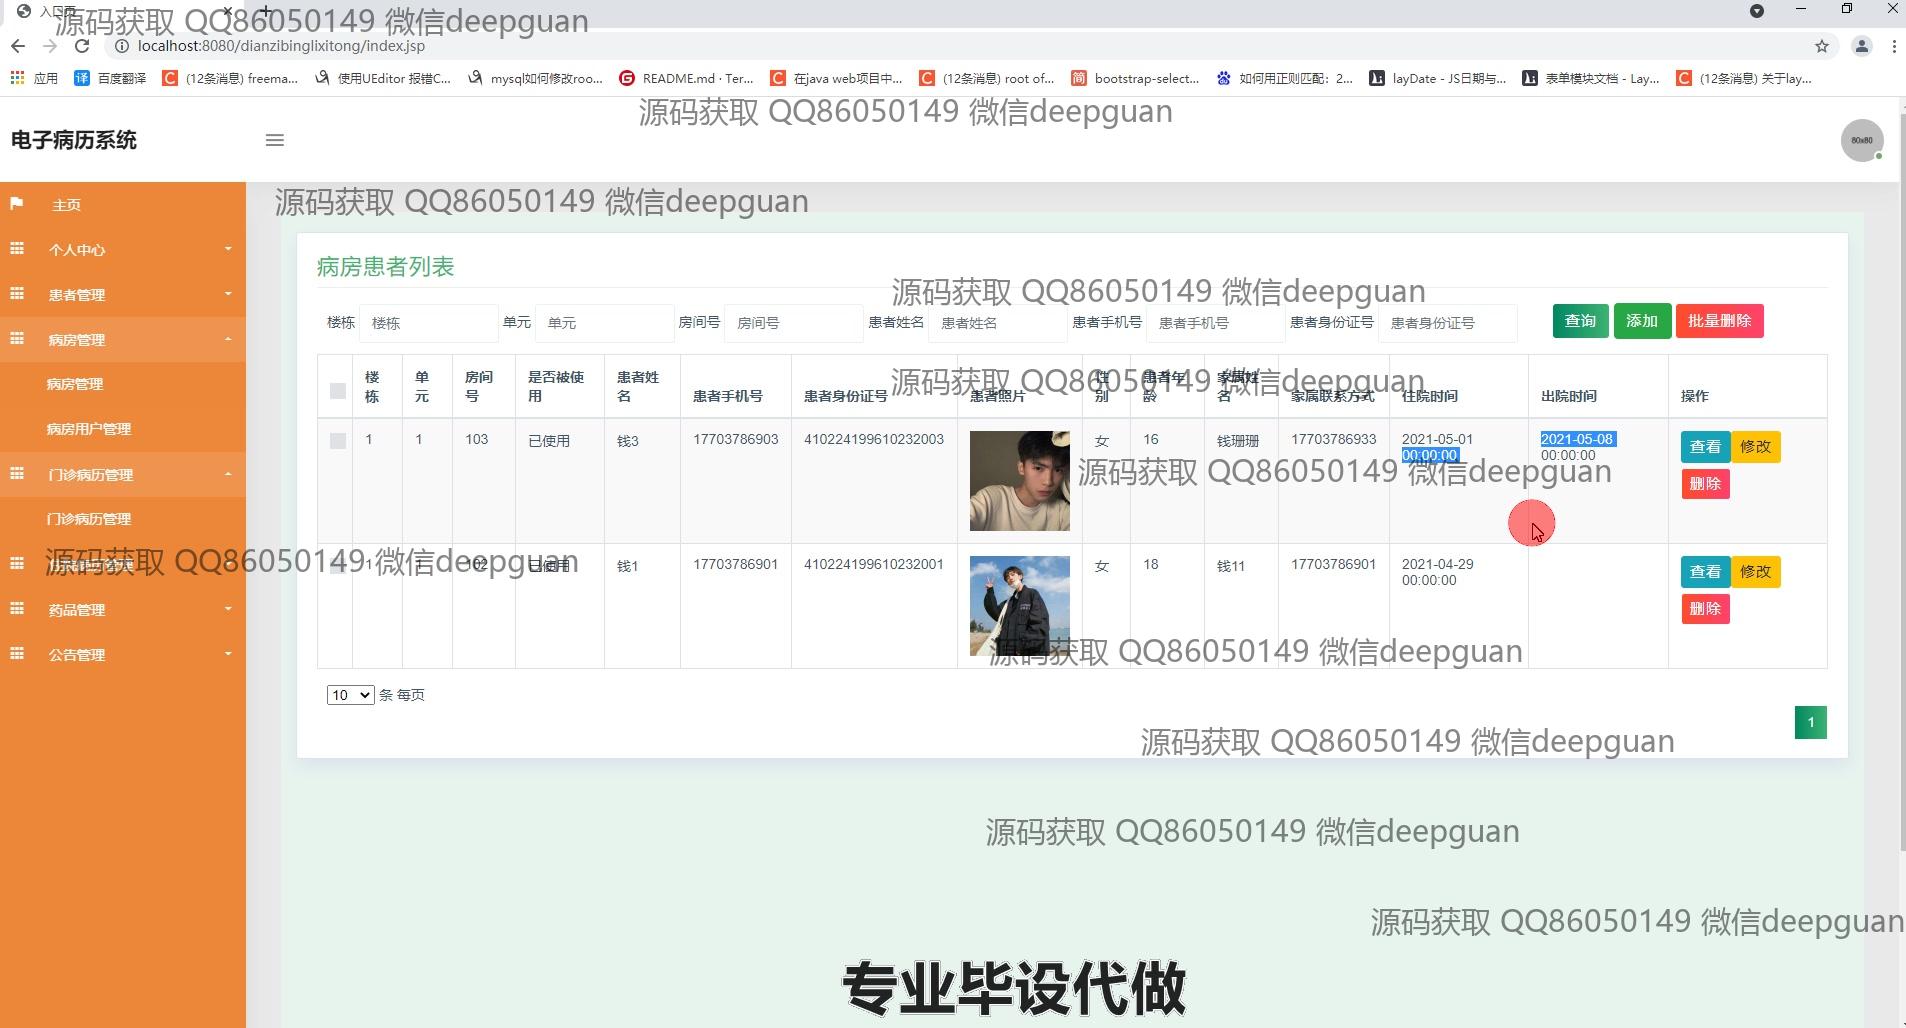 入口页
源码获取 QQ86050149 微信deepguan
localhost:8080/dianzibinglixitong/index.jsp
应用
百度翻译
(12条消息) freema...
使用UEditor 报错C...
mysql如何修改roo...
README.md · Ter...
在java web项目中...
(12条消息) root of...
bootstrap-select...
如何用正则匹配：2...
layDate - JS日期与...
表单模块文档 - Lay...
(12条消息) 关于lay...
源码获取 QQ86050149 微信deepguan
电子病历系统
80x80
源码获取 QQ86050149 微信deepguan
主页
个人中心
患者管理
病房管理
病房管理
病房用户管理
门诊病历管理
门诊病历管理
药品管理
公告管理
病房患者列表
源码获取 QQ86050149 微信deepguan
楼栋 楼栋 单元 单元 房间号 房间号 患者姓名 患者姓名 患者手机号 患者手机号 患者身份证号 患者身份证号 查询 添加 批量删除
源码获取 QQ86050149 微信deepguan
楼栋 单元 房间号 是否被使用 患者姓名 患者手机号 患者身份证号 患者照片 性别 患者年龄 家属姓名 家属联系方式 住院时间 出院时间 操作
1 1 103 已使用 钱3 17703786903 410224199610232003 女 16 钱珊珊 17703786933 2021-05-01 00:00:00 2021-05-08 00:00:00 查看 修改 删除
源码获取 QQ86050149 微信deepguan
源码获取 QQ86050149 微信deepguan
1 1 102 已使用 钱1 17703786901 410224199610232001 女 18 钱11 17703786901 2021-04-29 00:00:00 查看 修改 删除
源码获取 QQ86050149 微信deepguan
10 条 每页
1
源码获取 QQ86050149 微信deepguan
源码获取 QQ86050149 微信deepguan
源码获取 QQ86050149 微信deepguan
专业毕设代做